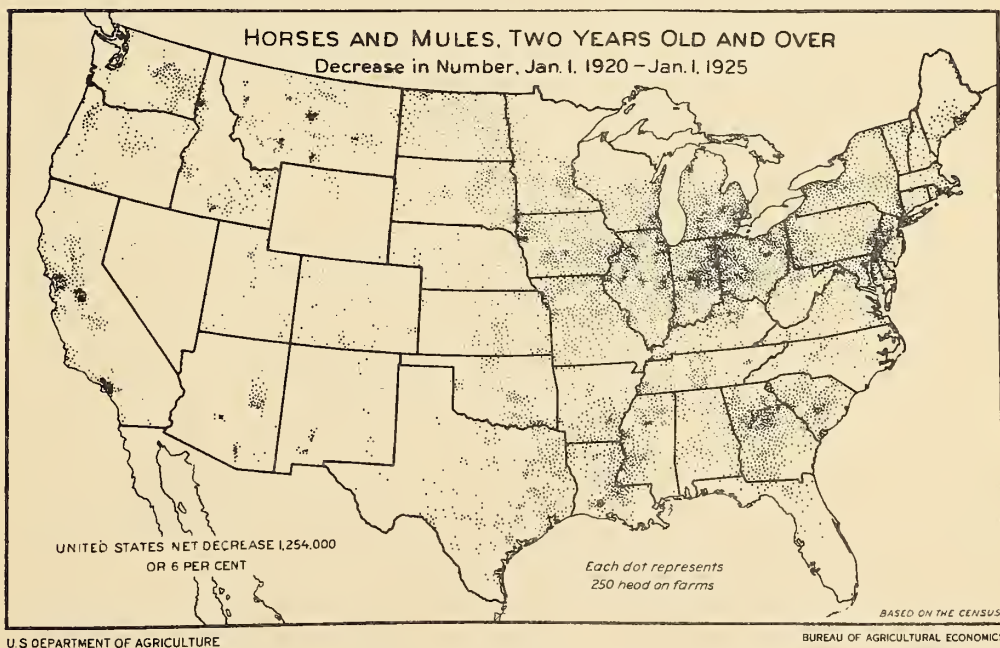 HORSES AND MULES, TWO YEARS OLD AND OVER
Decrease in Number, Jan. 1, 1920 – Jan. 1, 1925
UNITED STATES NET DECREASE 1,254,000
OR 6 PER CENT
Each dot represents
250 head on farms
BASED ON THE CENSUS
U.S DEPARTMENT OF AGRICULTURE
BUREAU OF AGRICULTURAL ECONOMICS